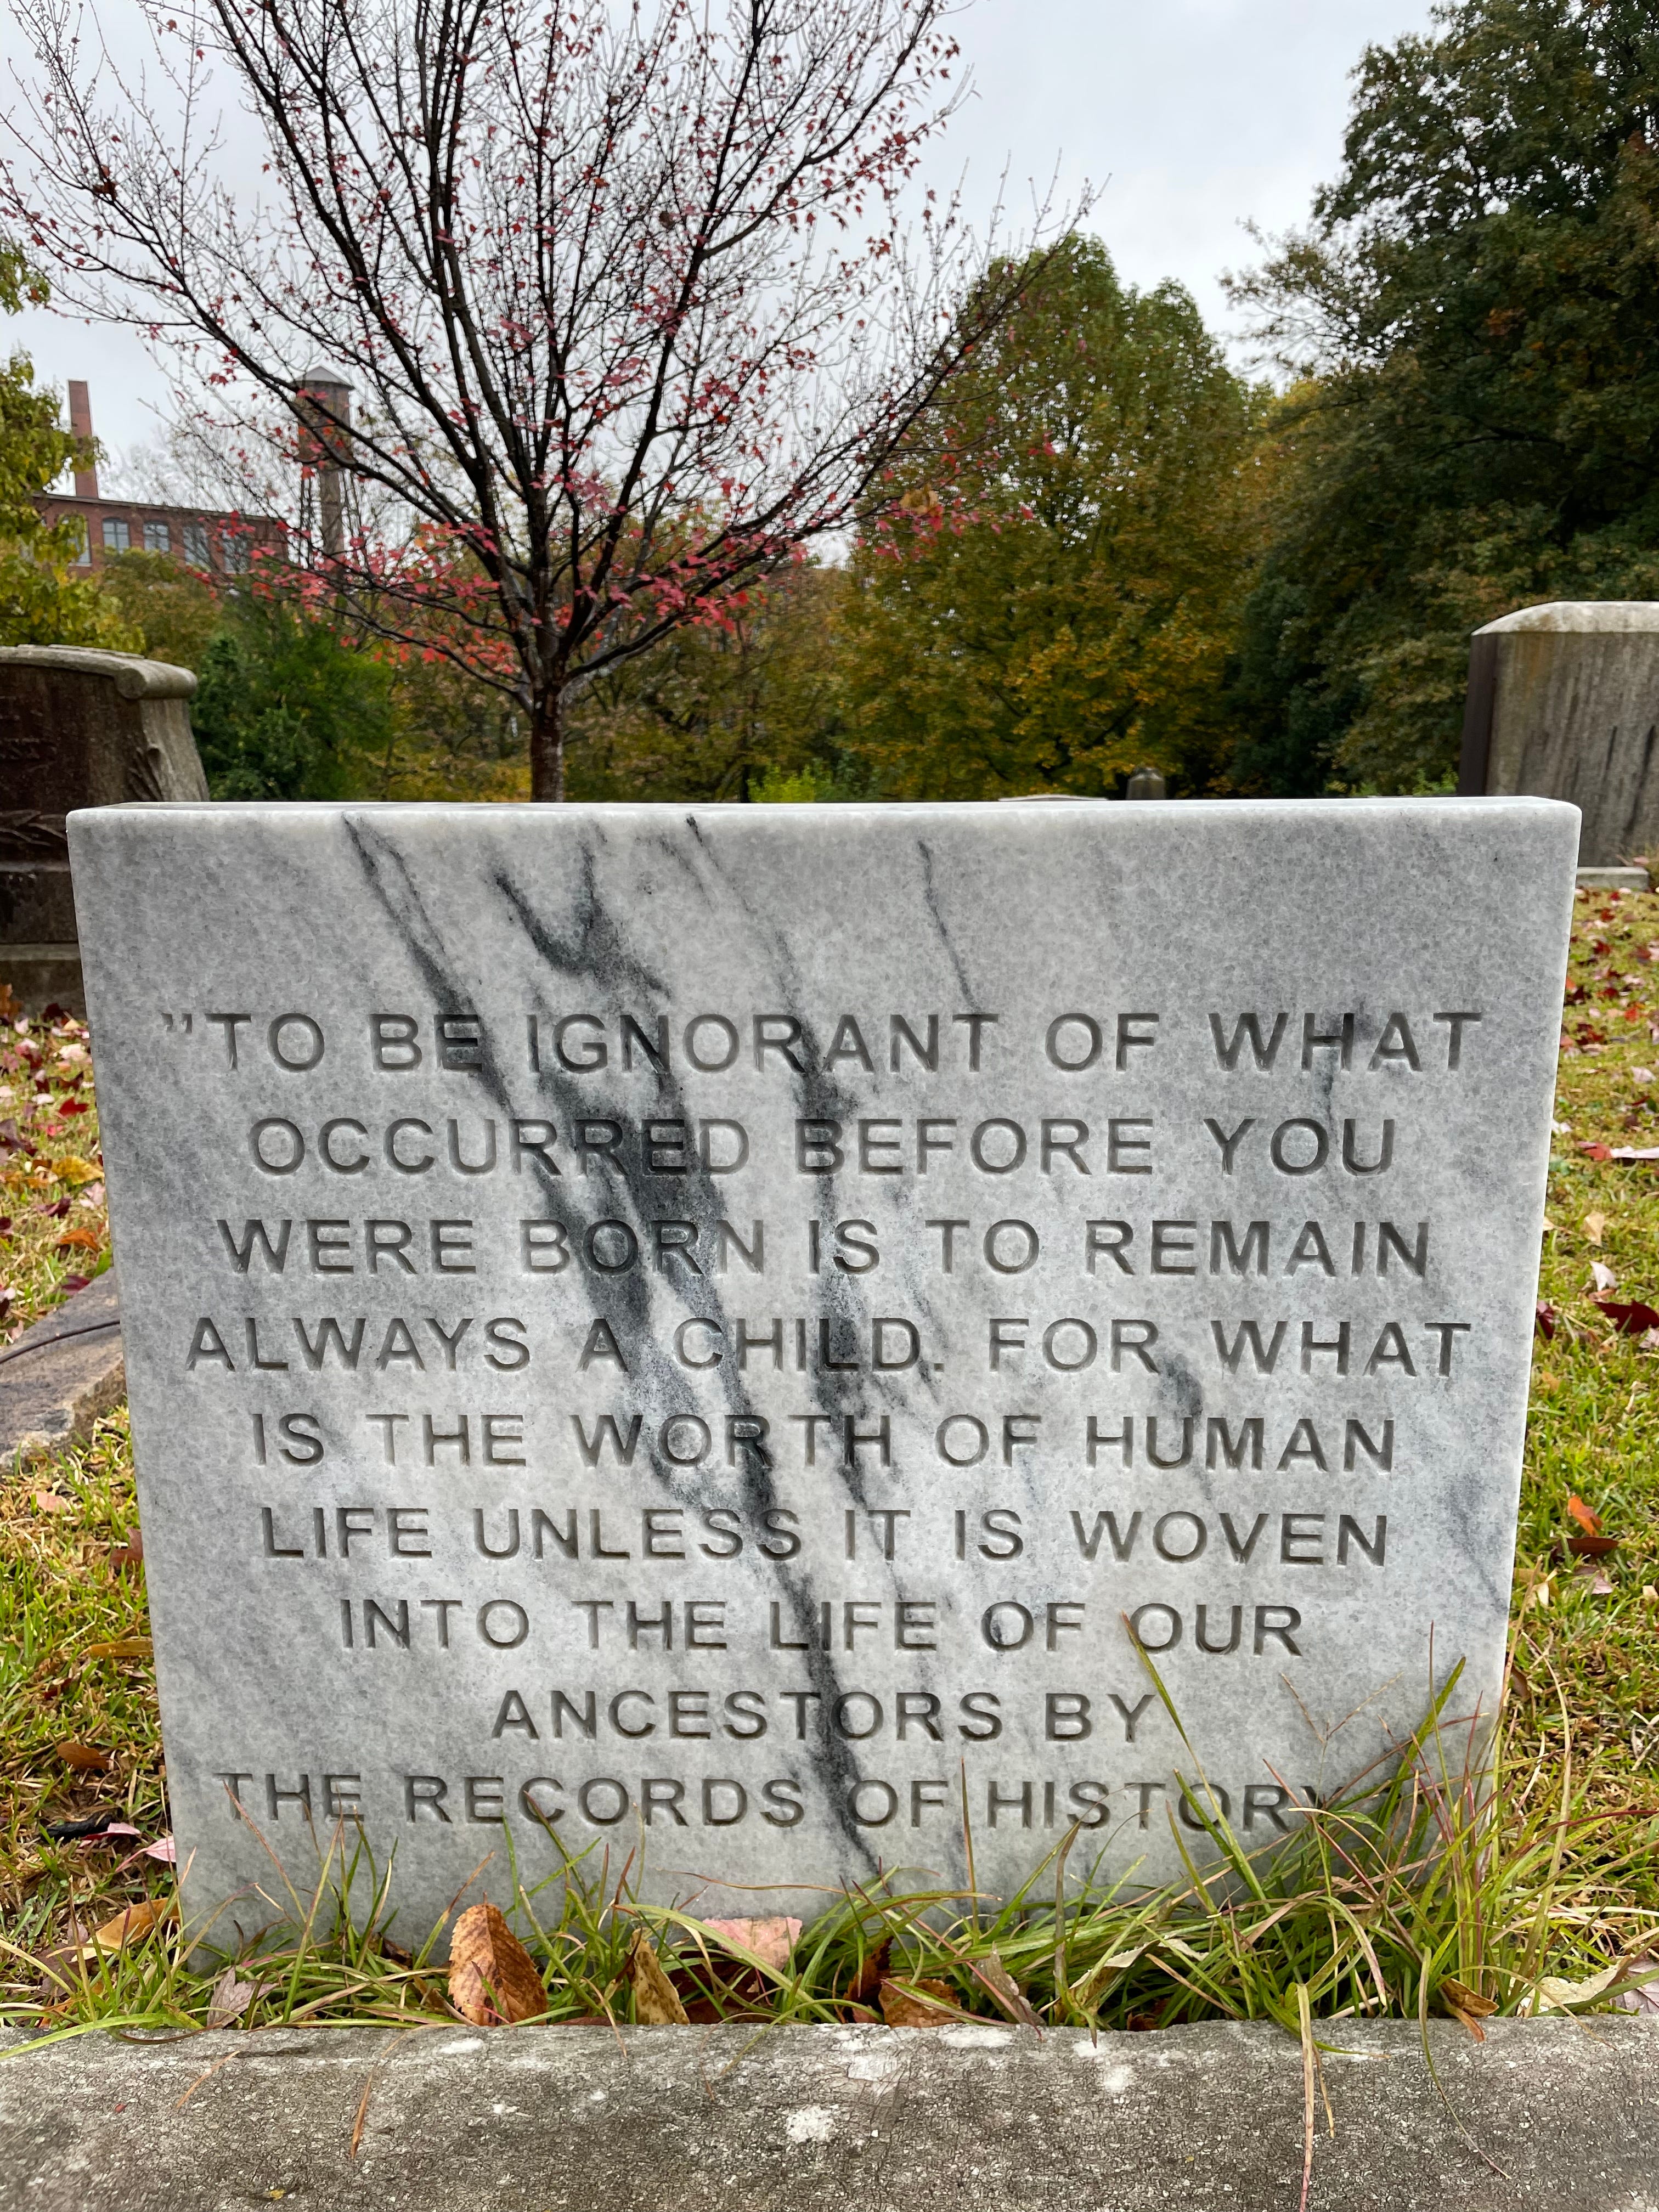 "TO BE IGNORANT OF WHAT
OCCURRED BEFORE YOU
WERE BORN IS TO REMAIN
ALWAYS A CHILD. FOR WHAT
IS THE WORTH OF HUMAN
LIFE UNLESS IT IS WOVEN
INTO THE LIFE OF OUR
ANCESTORS BY
THE RECORDS OF HISTORY